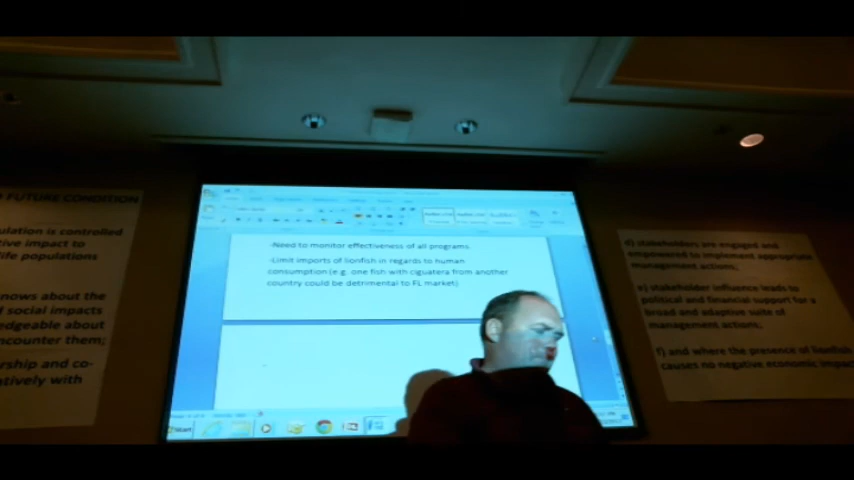 FUTURE CONDITION
ulation is controlled
tive impact to
life populations
nows about the
social impacts
edgeable about
ncounter them;
ership and co-
atively with
-Need to monitor effectiveness of all programs
-Limit imports of lionfish in regards to human
consumption (e.g. one fish with ciguatera from another
country could be detrimental to FL market)
Start
d) stakeholders are engaged and
empowered to implement appropriate
management actions;
e) stakeholder influence leads to
political and financial support for a
broad and adaptive suite of
management actions;
f) and where the presence of lionfish
causes no negative economic impact